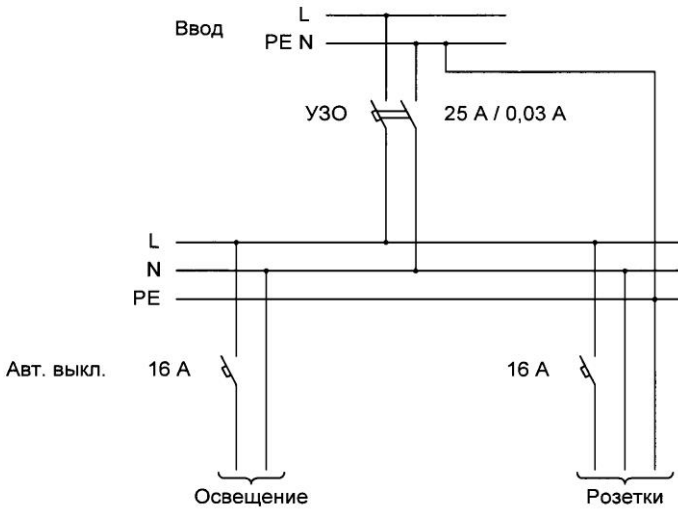 L
Ввод
PE N
УЗО
25 А / 0,03 А
L
N
PE
Авт. выкл.
16 А
16 А
Освещение
Розетки